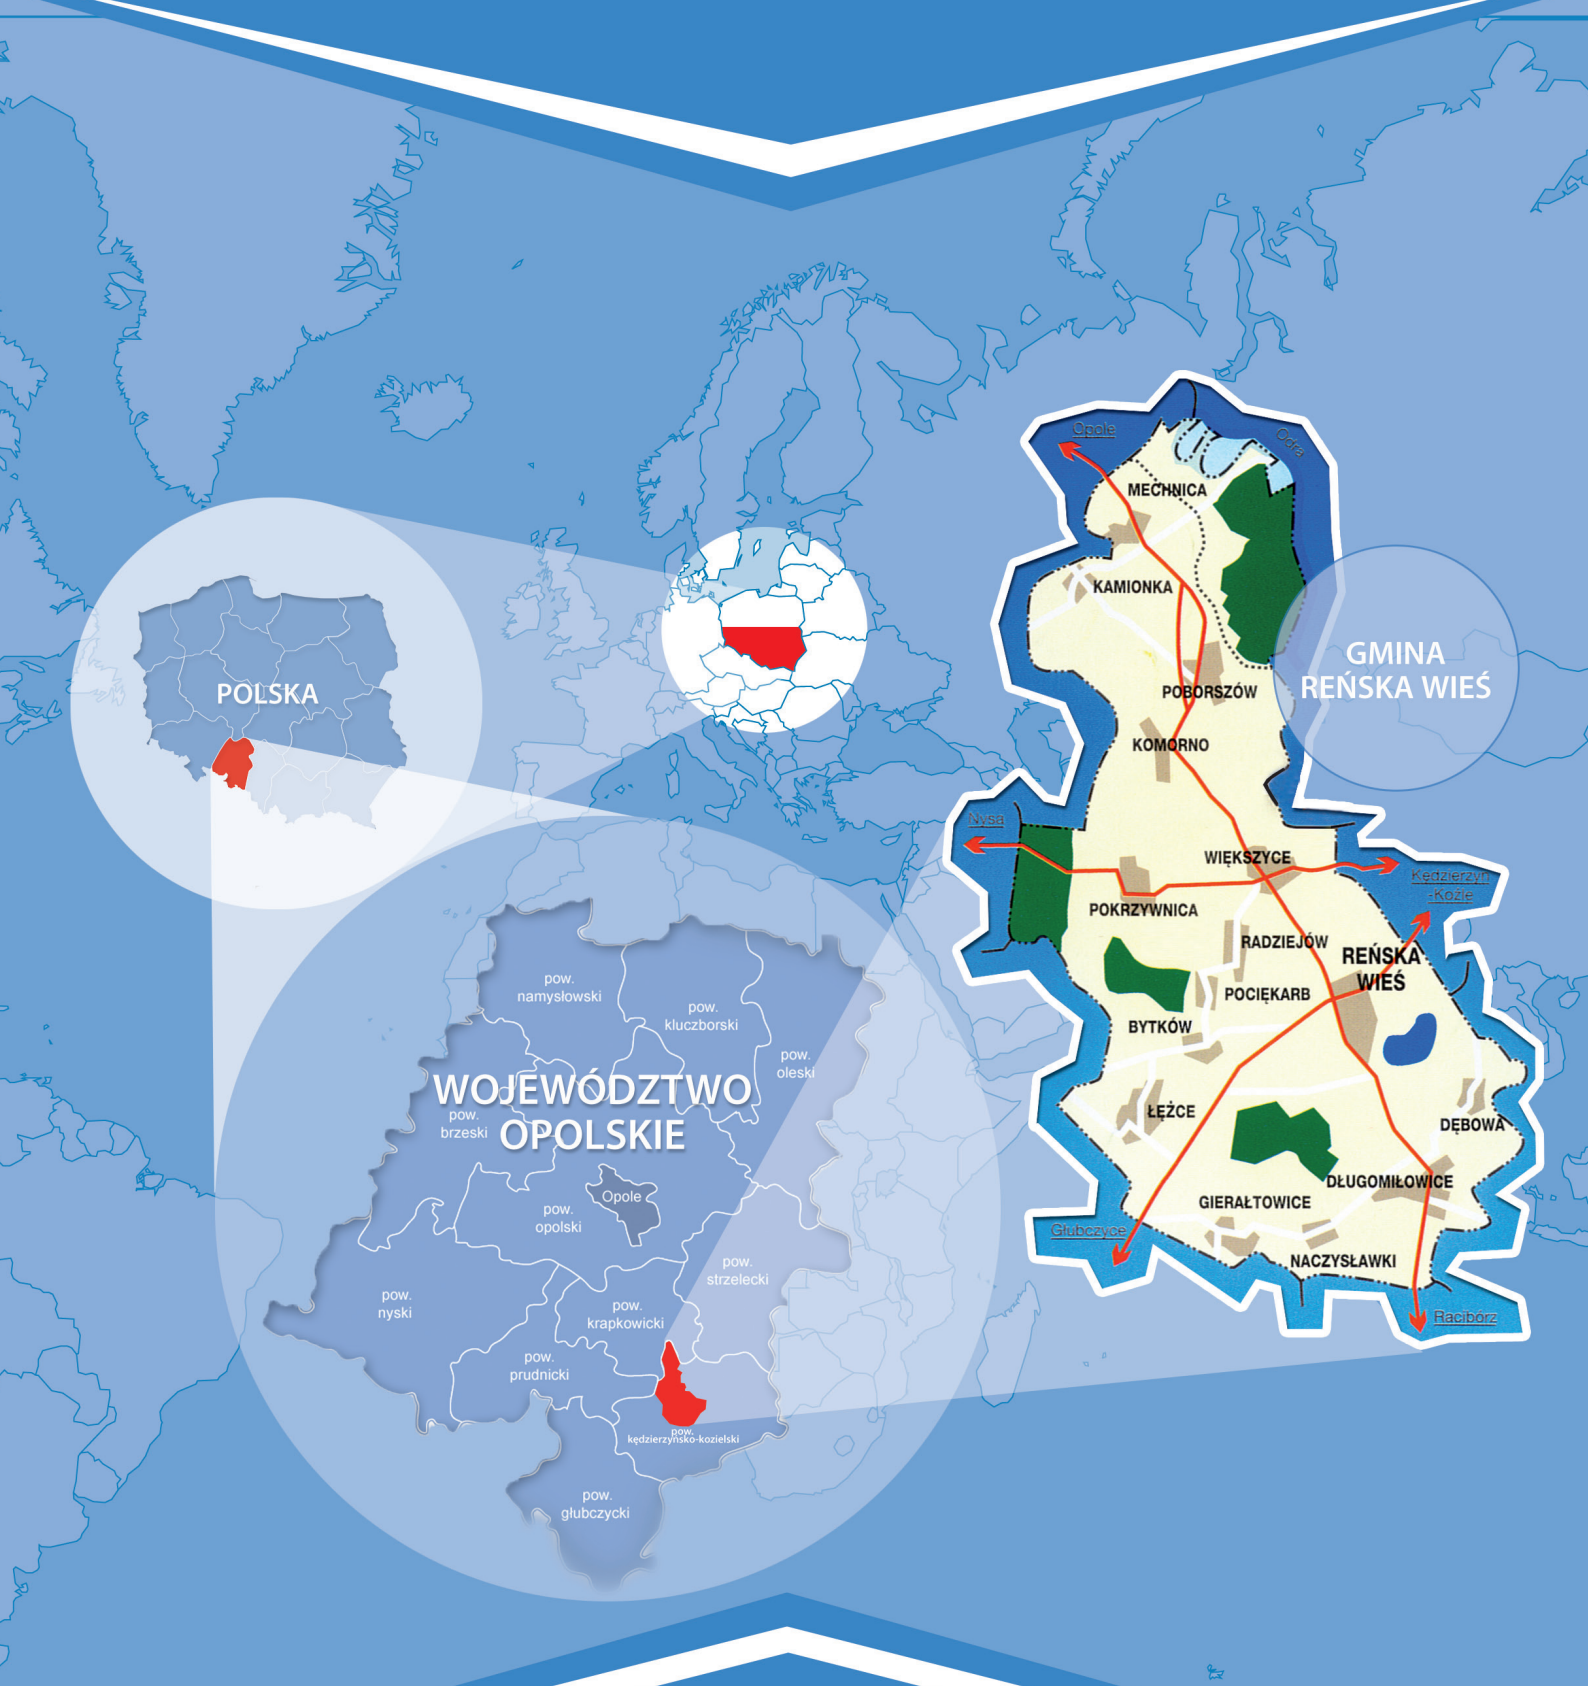 POLSKA
WOJEWÓDZTWO
OPOLSKIE
pow.
namysłowski
pow.
kluczborski
pow.
oleski
pow.
brzeski
Opole
pow.
opolski
pow.
strzelecki
pow.
nyski
pow.
krapkowicki
pow.
prudnicki
pow.
kędzierzyńsko-kozielski
pow.
głubczycki
GMINA
REŃSKA WIEŚ
Opole
Odra
MECHNICA
KAMIONKA
POBORSZÓW
KOMORNO
Nysa
WIĘKSZYCE
Kędzierzyn
-Koźle
POKRZYWNICA
RADZIEJÓW
REŃSKA
WIEŚ
POCIĘKARB
BYTKÓW
ŁĘŻCE
DĘBOWA
DŁUGOMIŁOWICE
GIERAŁTOWICE
Głubczyce
NACZYSŁAWKI
Racibórz